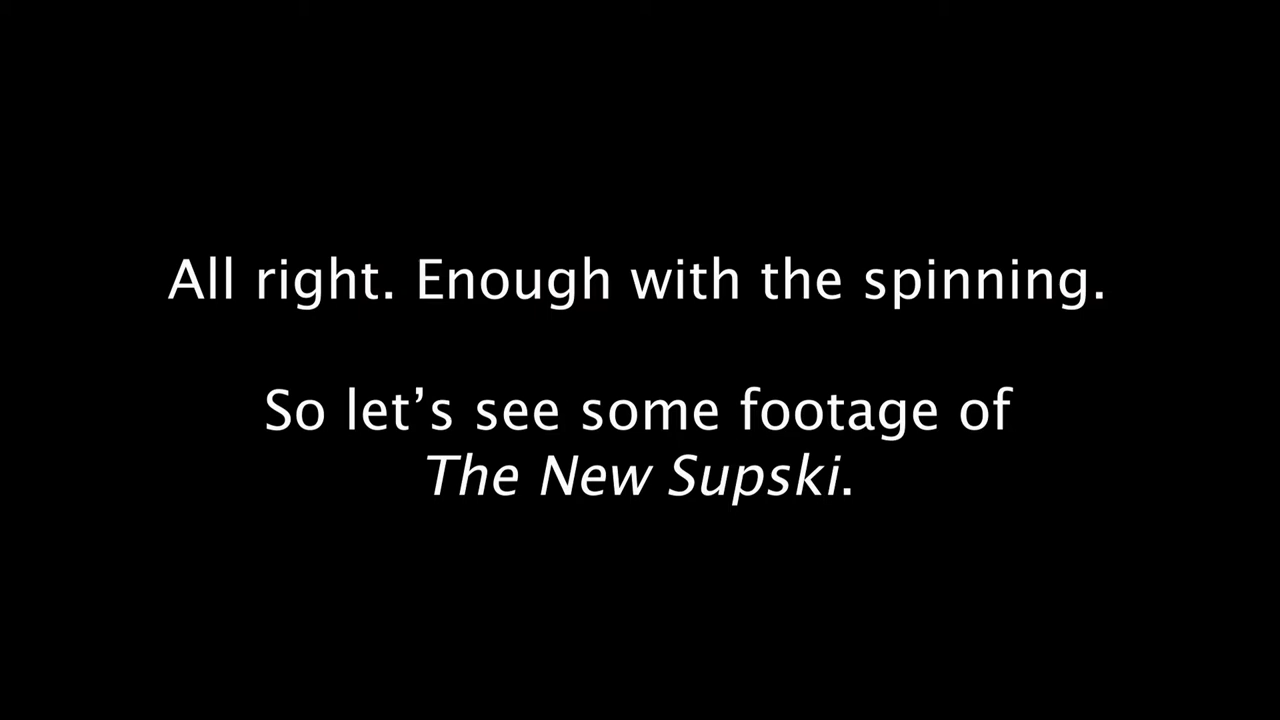 All right. Enough with the spinning.
So let’s see some footage of
The New Supski.